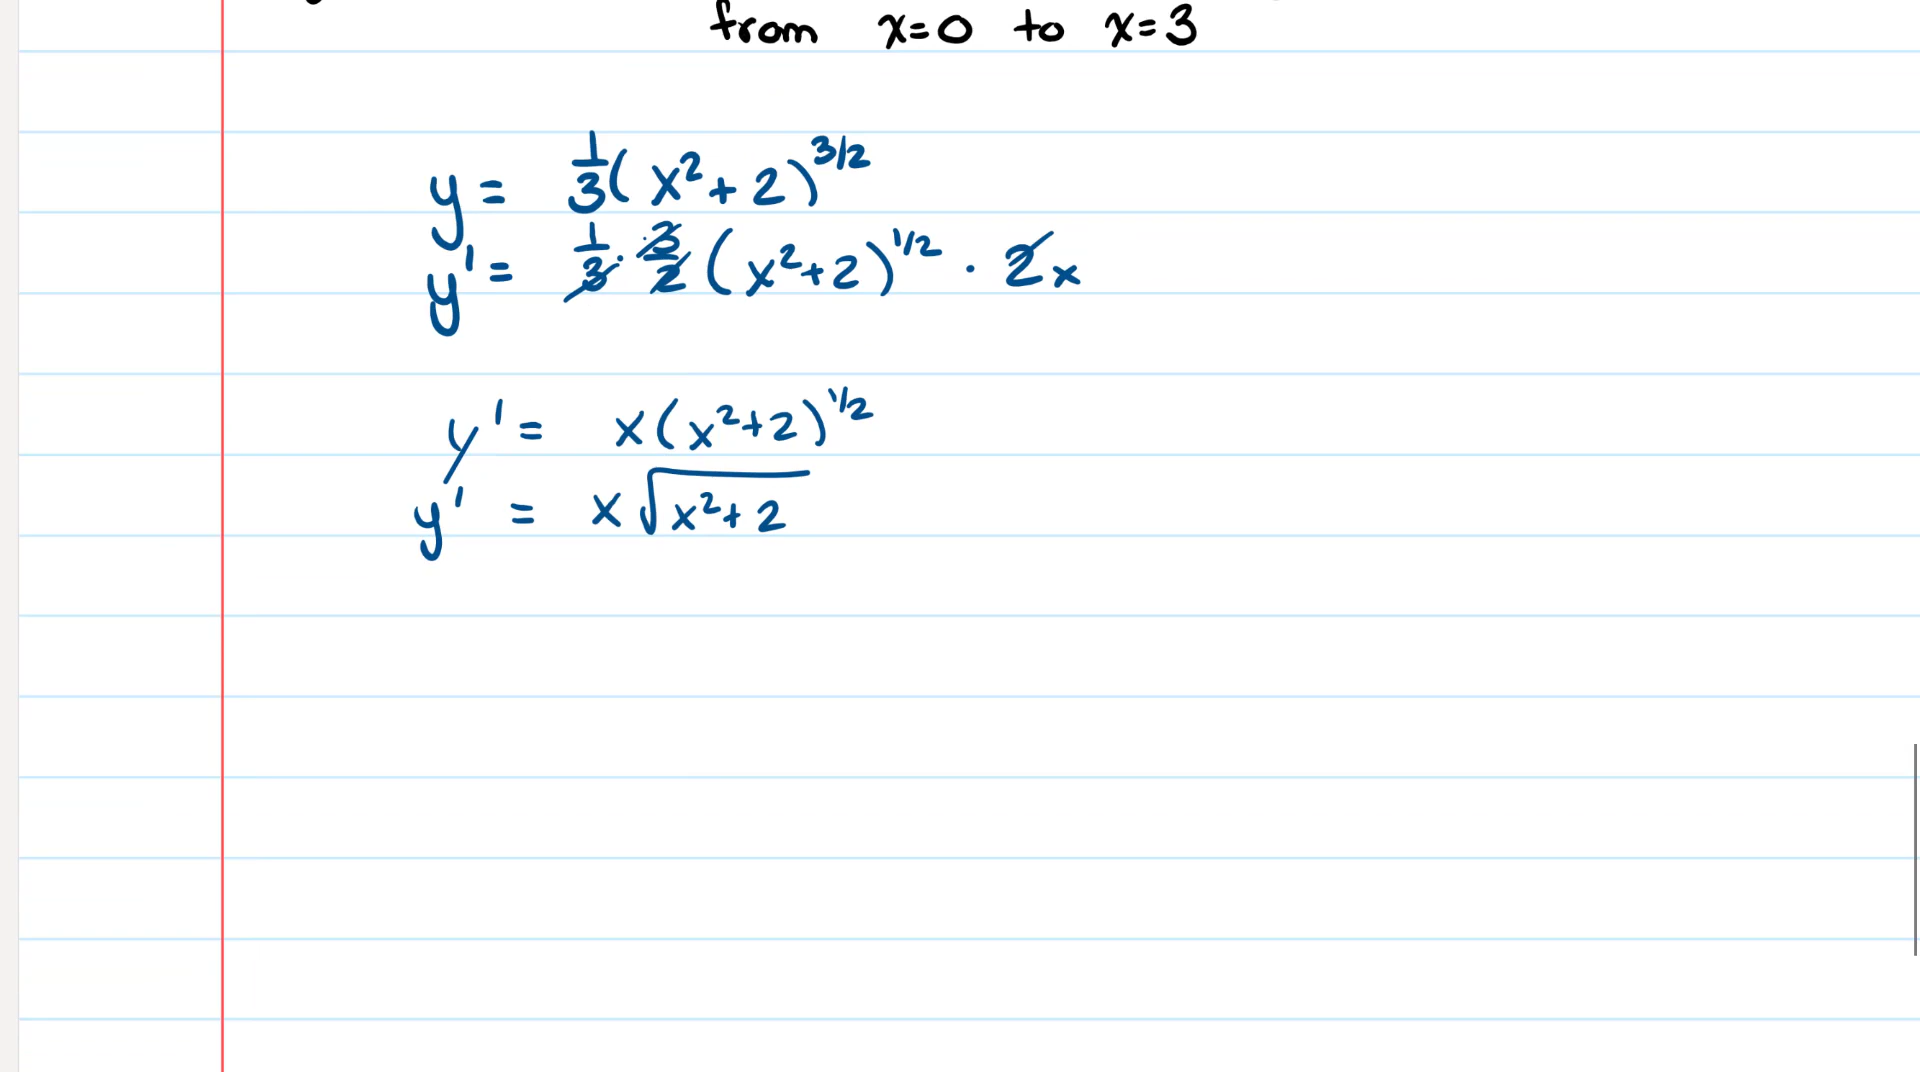 from x=0 to x=3
y = 1/3 (x²+2)^3/2
y' = 1/3 · 3/2 (x²+2)^1/2 · 2x
y' = x(x²+2)^1/2
y' = x√x²+2